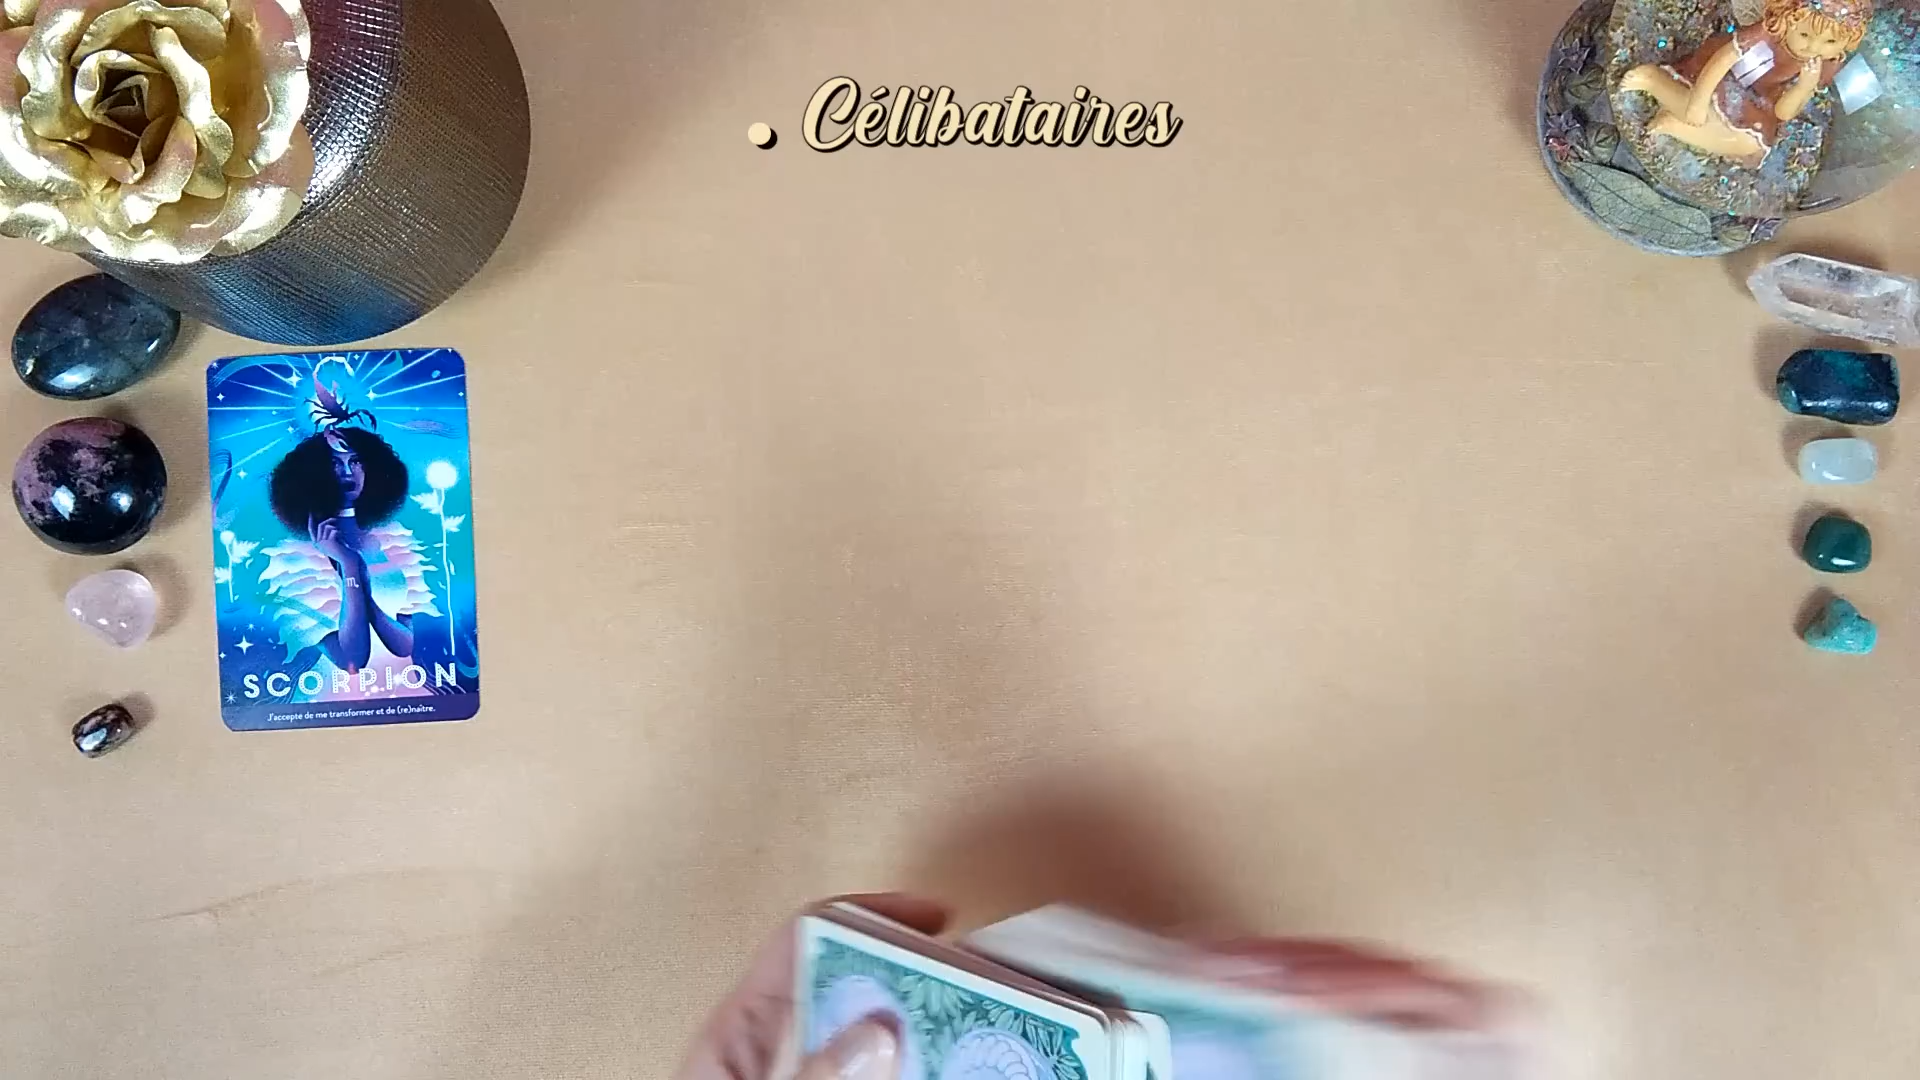 • Célibataires
SCORPION
J'accepte de me transformer et de (re)naître.